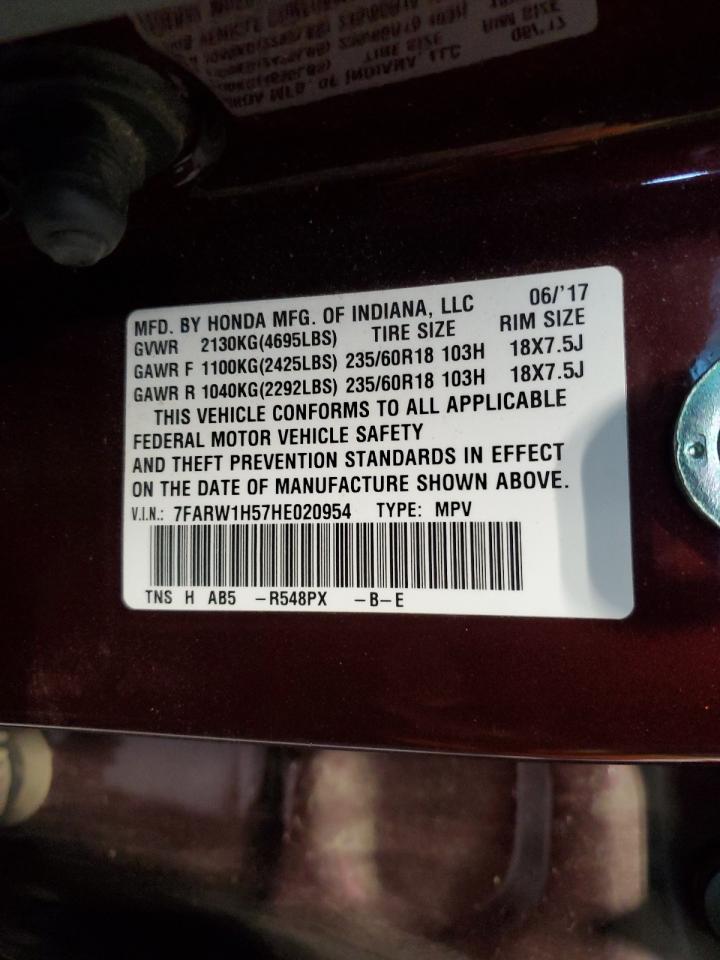 MFD. BY HONDA MFG. OF INDIANA, LLC 06/'17
GVWR 2130KG(4695LBS) TIRE SIZE RIM SIZE
GAWR F 1100KG(2425LBS) 235/60R18 103H 18X7.5J
GAWR R 1040KG(2292LBS) 235/60R18 103H 18X7.5J
THIS VEHICLE CONFORMS TO ALL APPLICABLE
FEDERAL MOTOR VEHICLE SAFETY
AND THEFT PREVENTION STANDARDS IN EFFECT
ON THE DATE OF MANUFACTURE SHOWN ABOVE.
V.I.N.: 7FARW1H57HE020954 TYPE: MPV
TNS H AB5 -R548PX -B-E